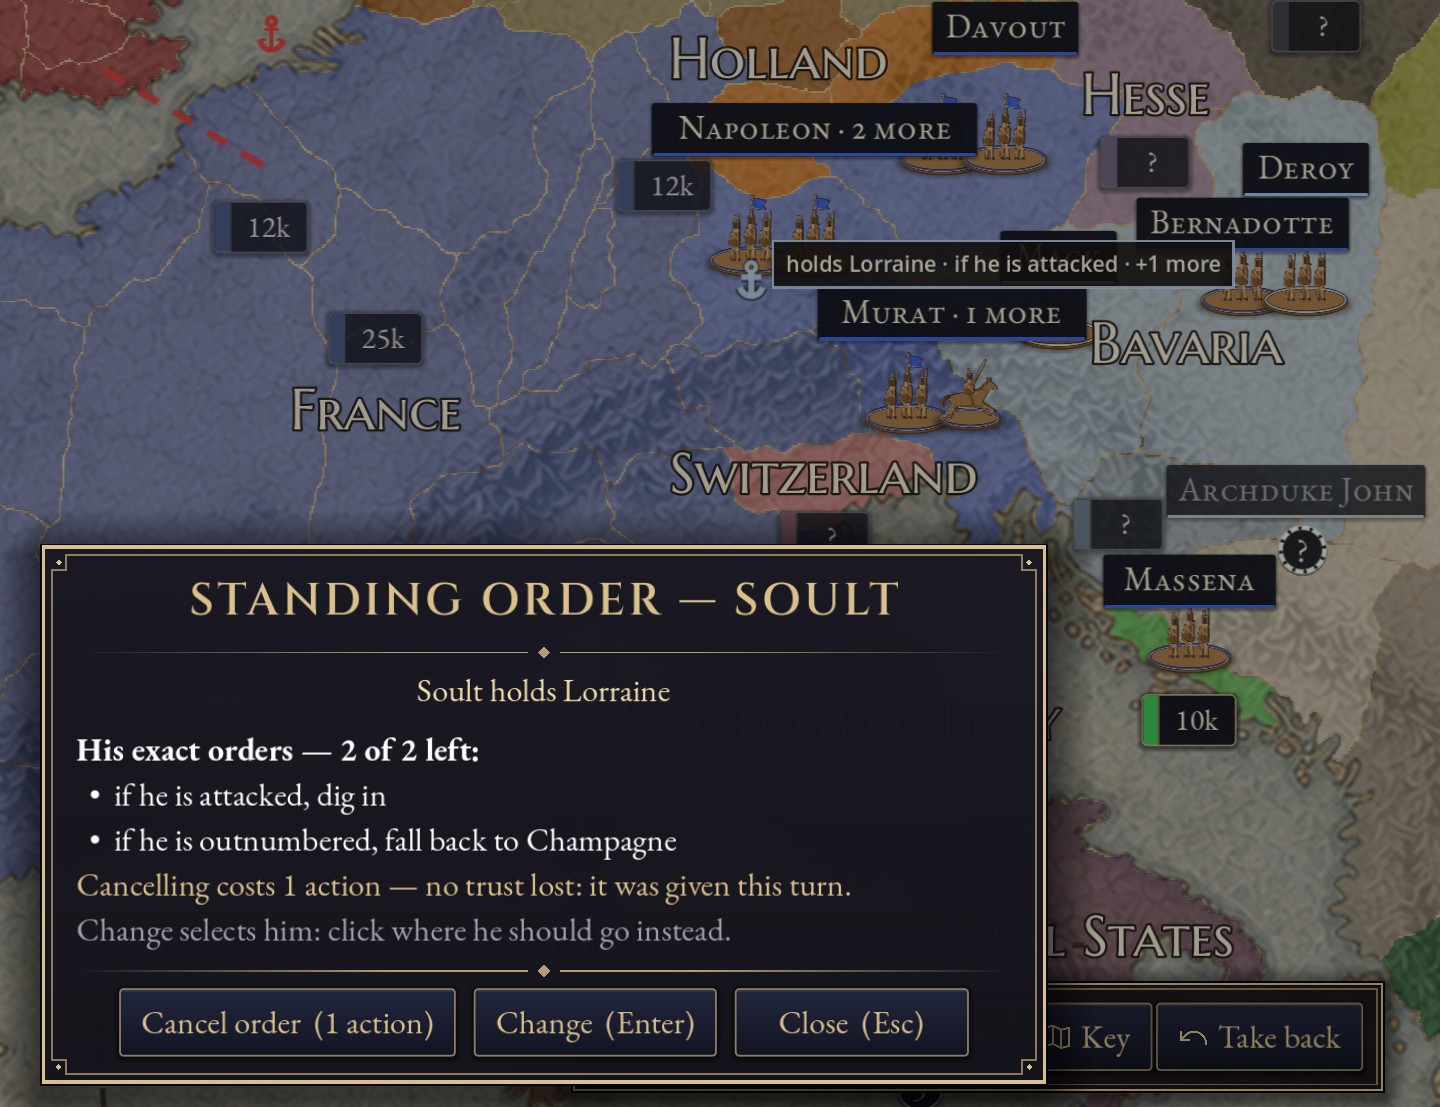 Davout
?
Holland
Hesse
Napoleon · 2 more
?
Deroy
12k
12k
Bernadotte
holds Lorraine · if he is attacked · +1 more
Murat · 1 more
25k
Bavaria
France
Switzerland
Archduke John
?
?
?
Massena
STANDING ORDER — SOULT
Soult holds Lorraine
10k
His exact orders — 2 of 2 left:
• if he is attacked, dig in
• if he is outnumbered, fall back to Champagne
Cancelling costs 1 action — no trust lost: it was given this turn.
Change selects him: click where he should go instead.
L States
Cancel order (1 action)
Change (Enter)
Close (Esc)
Key
Take back